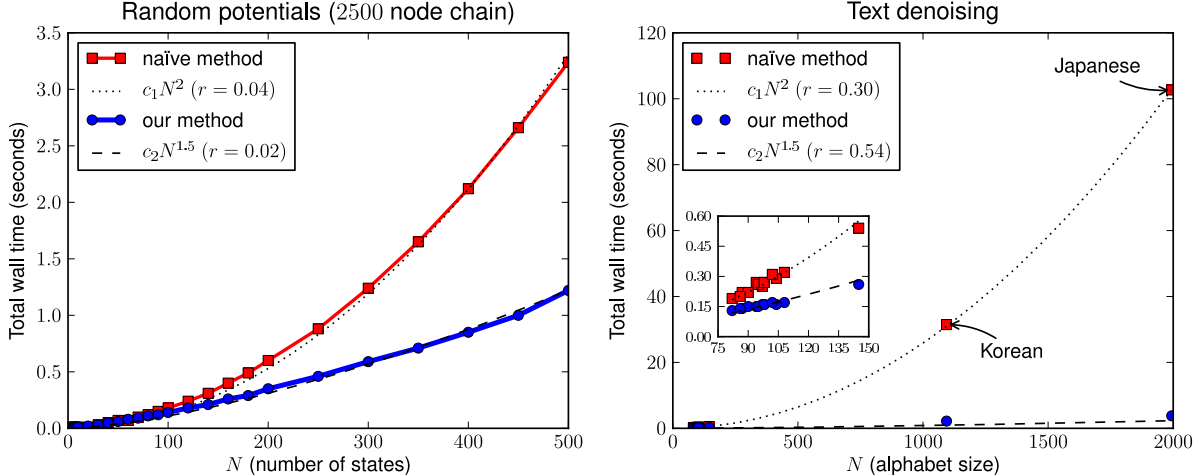 Random potentials (2500 node chain)
Total wall time (seconds)
3.5
3.0
2.5
2.0
1.5
1.0
0.5
0.0
naïve method
c₁N² (r = 0.04)
our method
c₂N¹·⁵ (r = 0.02)
0 100 200 300 400 500
N (number of states)
Text denoising
Total wall time (seconds)
120
100
80
60
40
20
0
naïve method
c₁N² (r = 0.30)
our method
c₂N¹·⁵ (r = 0.54)
Japanese
Korean
0.60
0.45
0.30
0.15
0.00
75 90 105 120 135 150
0 500 1000 1500 2000
N (alphabet size)